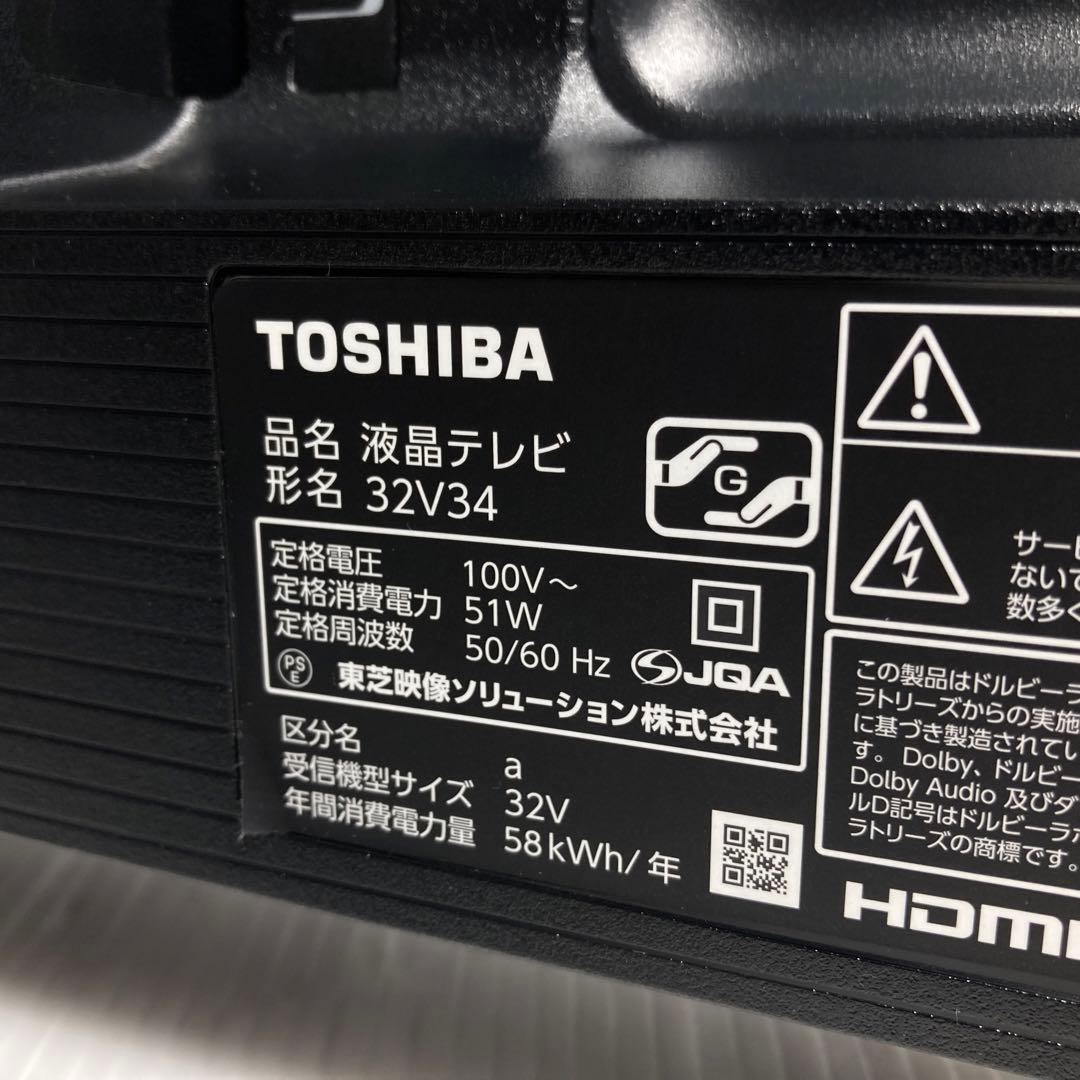 TOSHIBA
品名 液晶テレビ
形名 32V34
G
定格電圧 100V～
定格消費電力 51W
定格周波数 50/60 Hz
JQA
PS
E
東芝映像ソリューション株式会社
区分名 a
受信機型サイズ 32V
年間消費電力量 58kWh/年
サービ
ないで
数多く
この製品はドルビーラ
ラトリーズからの実施
に基づき製造されてい
す。Dolby、ドルビー
Dolby Audio 及びダ
ルD記号はドルビーラボ
ラトリーズの商標です。
HDMI